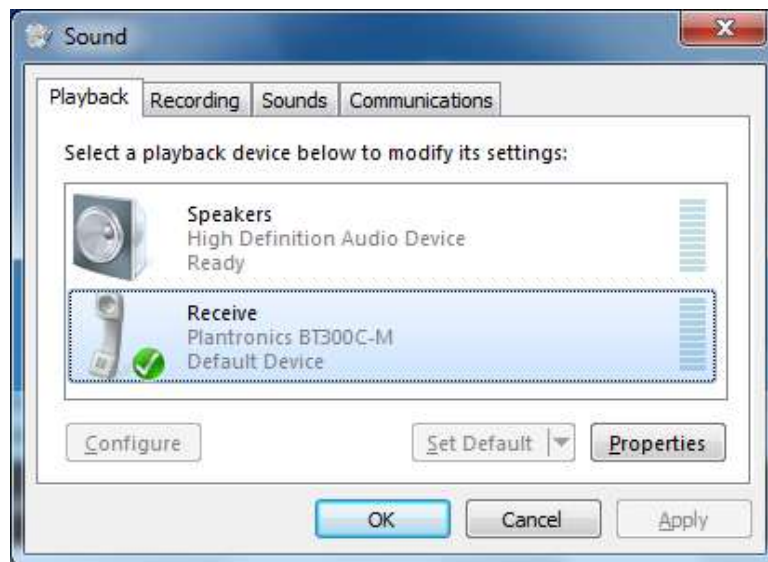 Sound
Playback Recording Sounds Communications
Select a playback device below to modify its settings:
Speakers
High Definition Audio Device
Ready
Receive
Plantronics BT300C-M
Default Device
Configure Set Default Properties
OK Cancel Apply